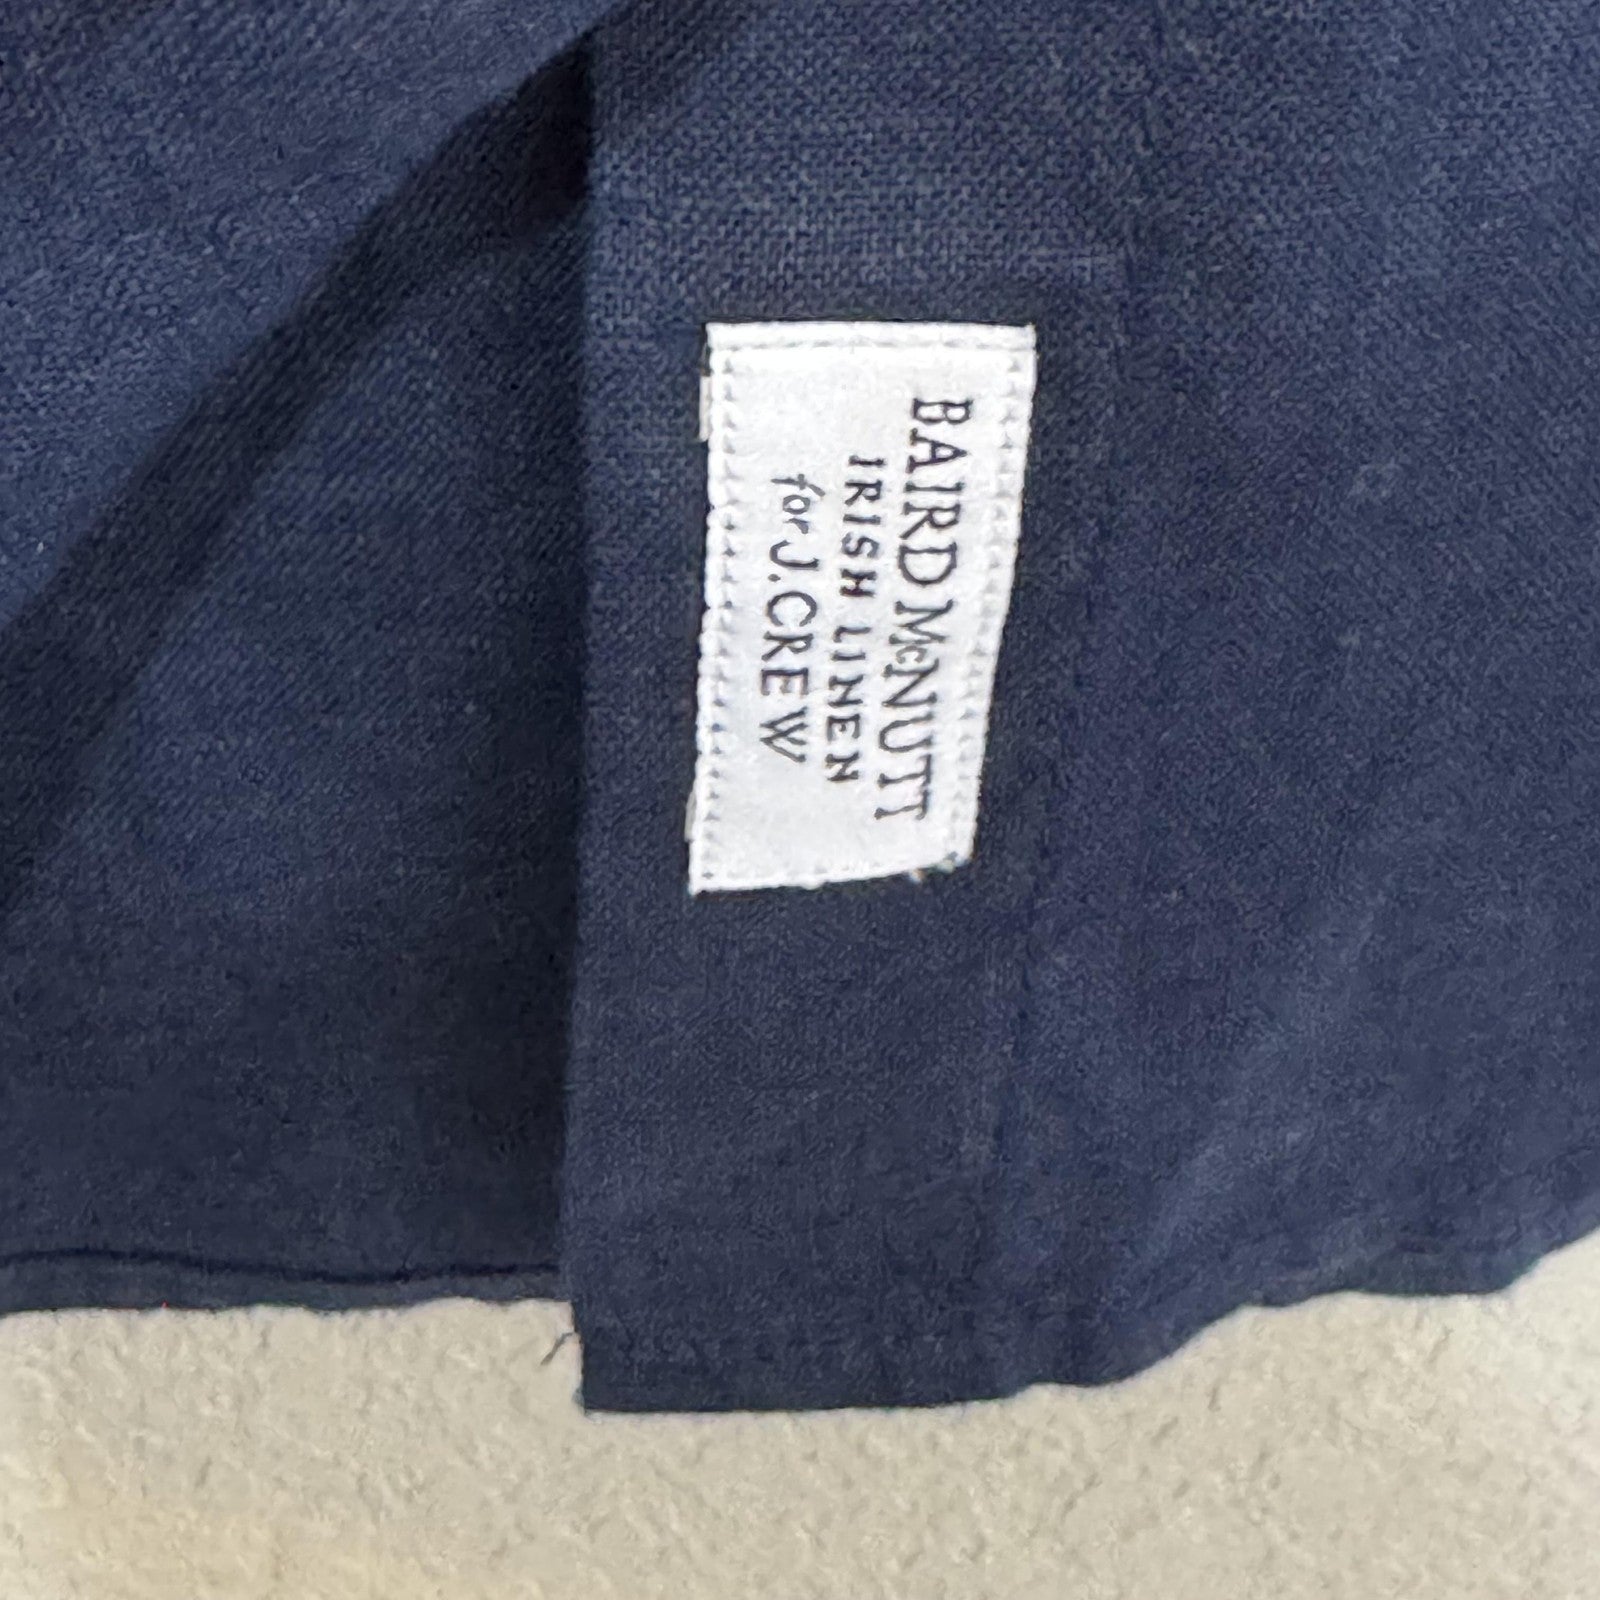 BAIRD McNUTT
IRISH LINEN
for J.CREW